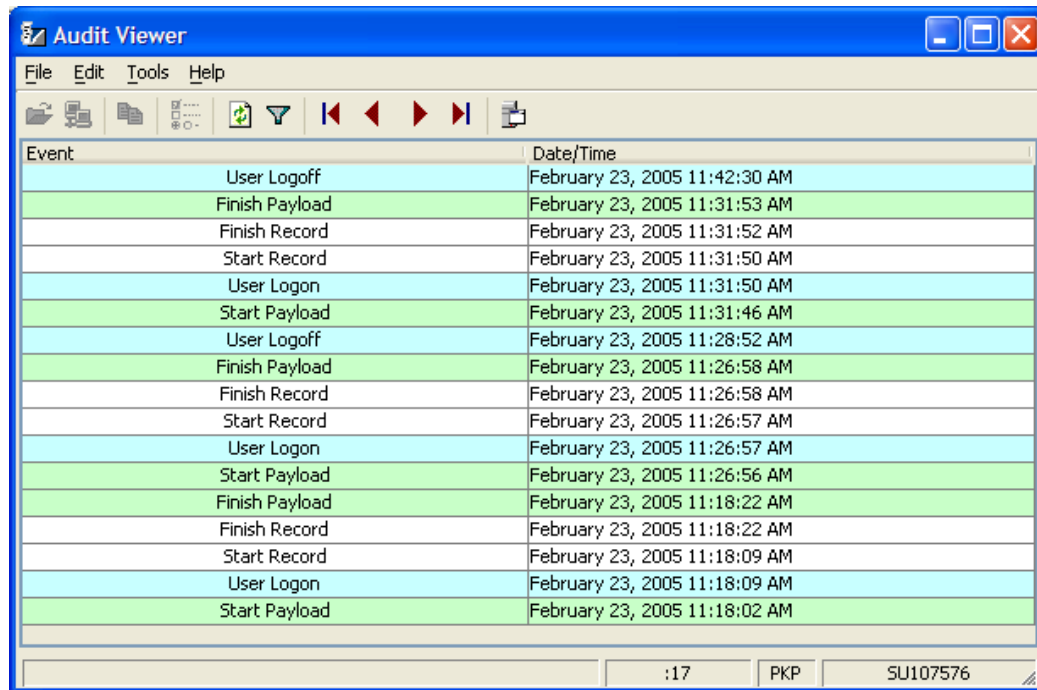 Audit Viewer
File Edit Tools Help
Event Date/Time
User Logoff February 23, 2005 11:42:30 AM
Finish Payload February 23, 2005 11:31:53 AM
Finish Record February 23, 2005 11:31:52 AM
Start Record February 23, 2005 11:31:50 AM
User Logon February 23, 2005 11:31:50 AM
Start Payload February 23, 2005 11:31:46 AM
User Logoff February 23, 2005 11:28:52 AM
Finish Payload February 23, 2005 11:26:58 AM
Finish Record February 23, 2005 11:26:58 AM
Start Record February 23, 2005 11:26:57 AM
User Logon February 23, 2005 11:26:57 AM
Start Payload February 23, 2005 11:26:56 AM
Finish Payload February 23, 2005 11:18:22 AM
Finish Record February 23, 2005 11:18:22 AM
Start Record February 23, 2005 11:18:09 AM
User Logon February 23, 2005 11:18:09 AM
Start Payload February 23, 2005 11:18:02 AM
:17 PKP SU107576